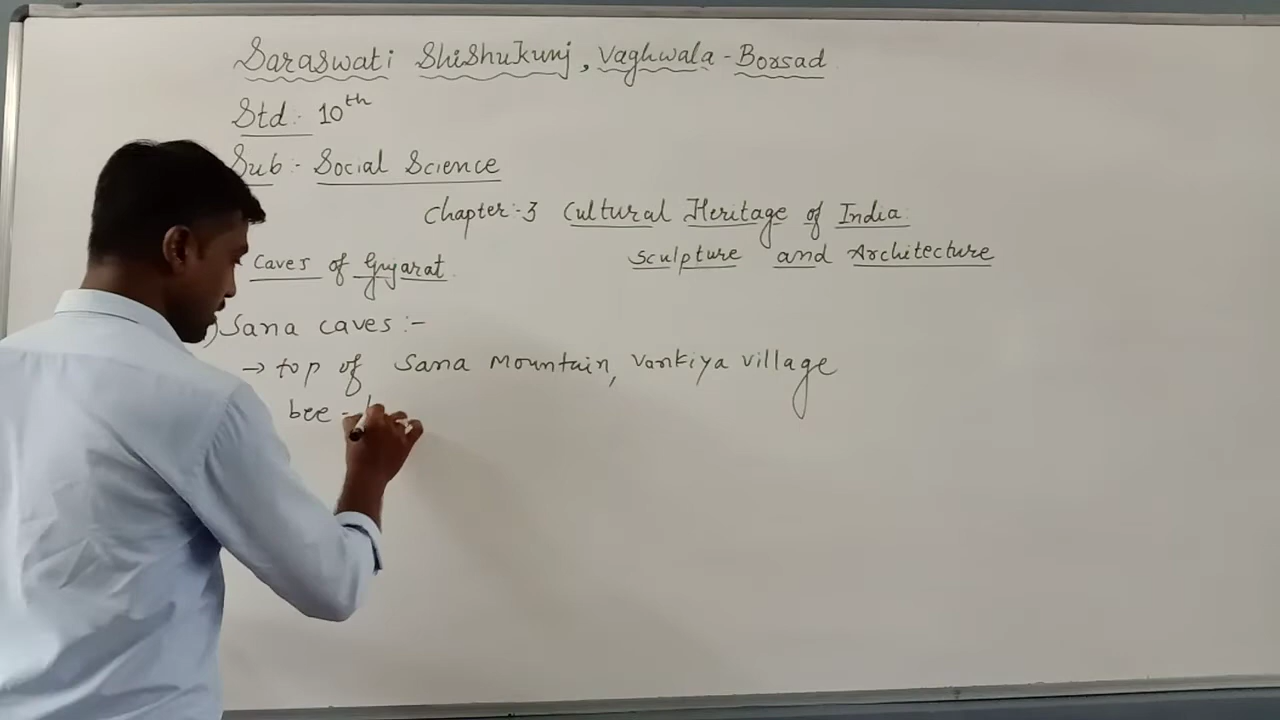 Saraswati ShiShukunj, Vaghwala - Borsad
Std:- 10th
Sub:- Social Science
Chapter:-3 Cultural Heritage of India:
Sculpture and Architecture
Caves of Gujarat
) Sana caves :-
→ top of Sana Mountain, Vankiya village
bee -